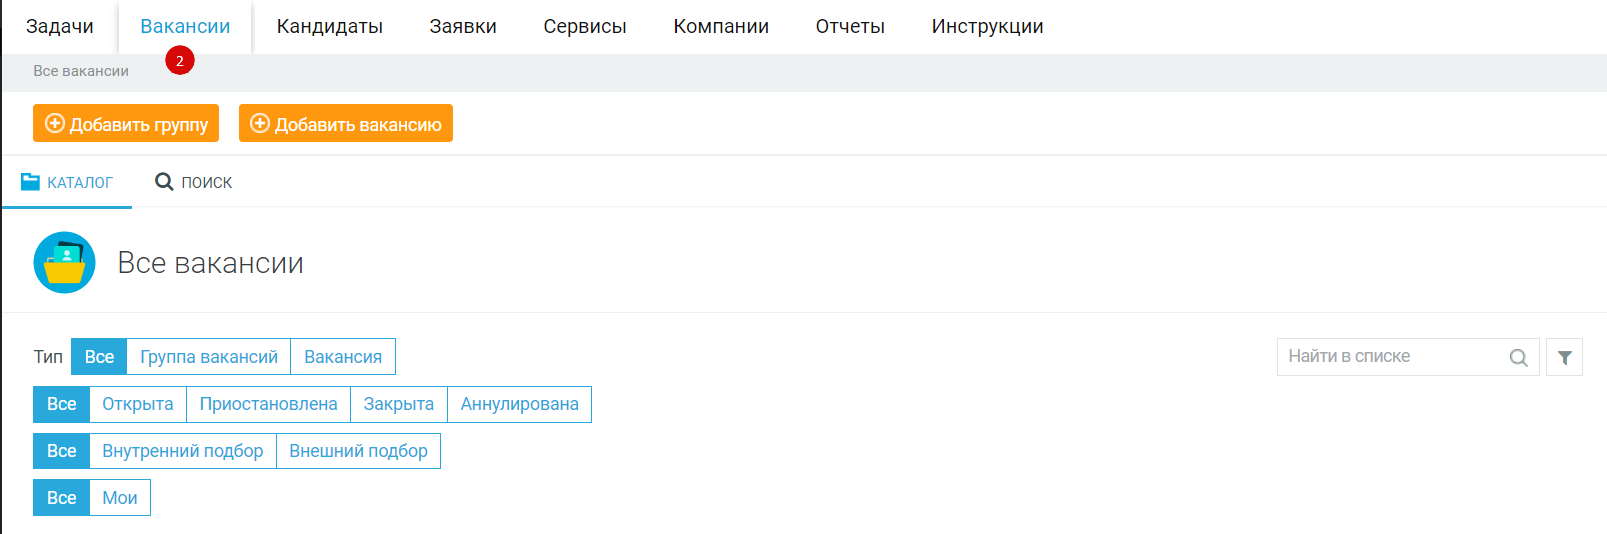 Задачи Вакансии Кандидаты Заявки Сервисы Компании Отчеты Инструкции
2
Все вакансии
Добавить группу Добавить вакансию
КАТАЛОГ ПОИСК
Все вакансии
Тип Все Группа вакансий Вакансия Найти в списке
Все Открыта Приостановлена Закрыта Аннулирована
Все Внутренний подбор Внешний подбор
Все Мои